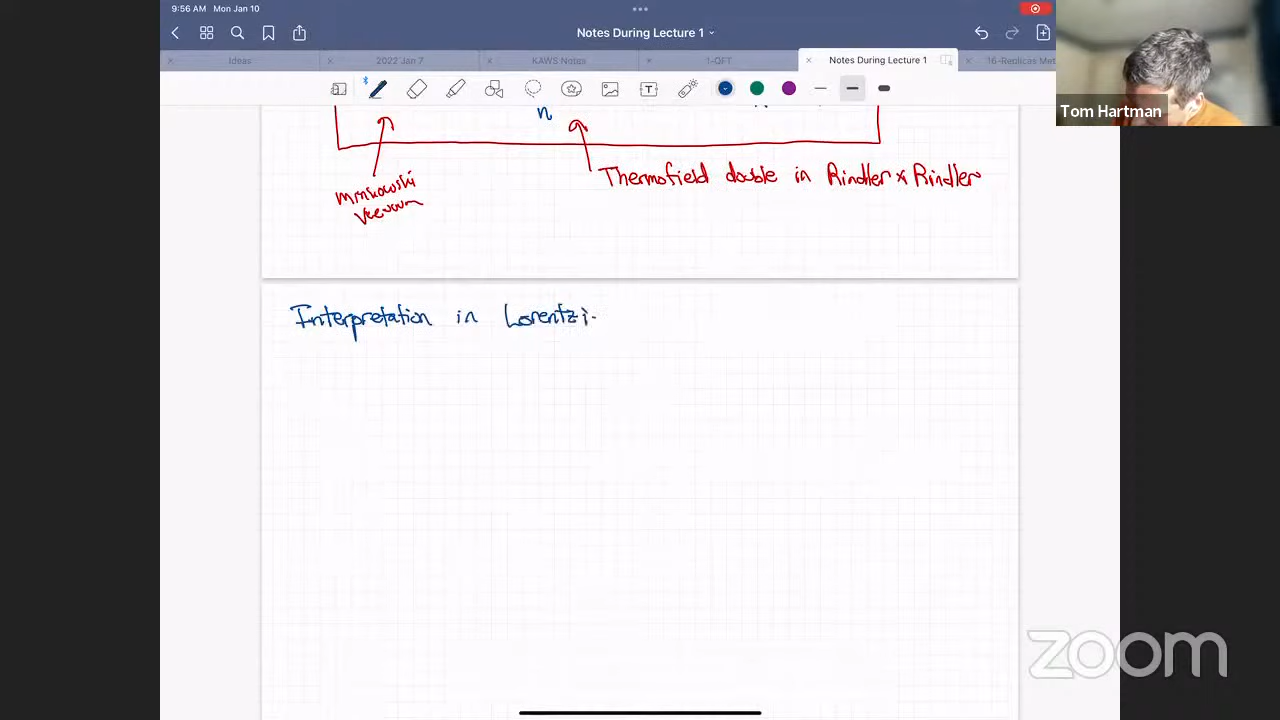 9:56 AM Mon Jan 10
Notes During Lecture 1
Ideas
2022 Jan 7
KAWS Notes
1-QFT
Notes During Lecture 1
16-Replicas Met
Tom Hartman
n
Thermofield double in Rindler x Rindler
Minkowski
vacuum
Interpretation in Lorentzi
zoom